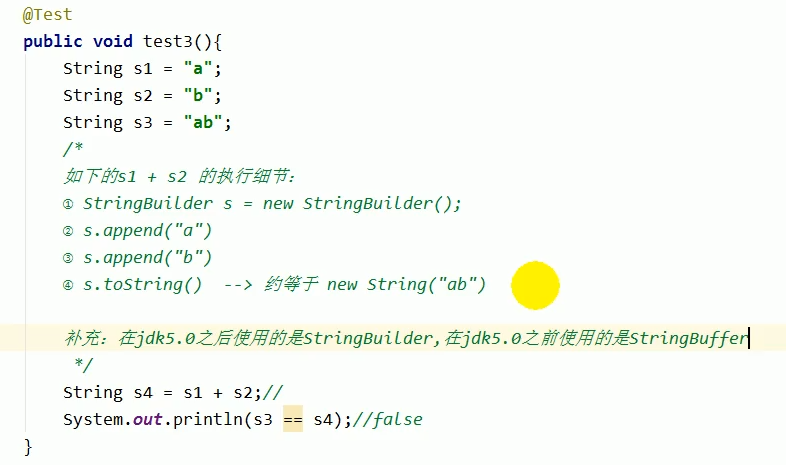 @Test
public void test3(){
String s1 = "a";
String s2 = "b";
String s3 = "ab";
/*
如下的s1 + s2 的执行细节：
① StringBuilder s = new StringBuilder();
② s.append("a")
③ s.append("b")
④ s.toString()  --> 约等于 new String("ab")
补充：在jdk5.0之后使用的是StringBuilder,在jdk5.0之前使用的是StringBuffer
*/
String s4 = s1 + s2;//
System.out.println(s3 == s4);//false
}